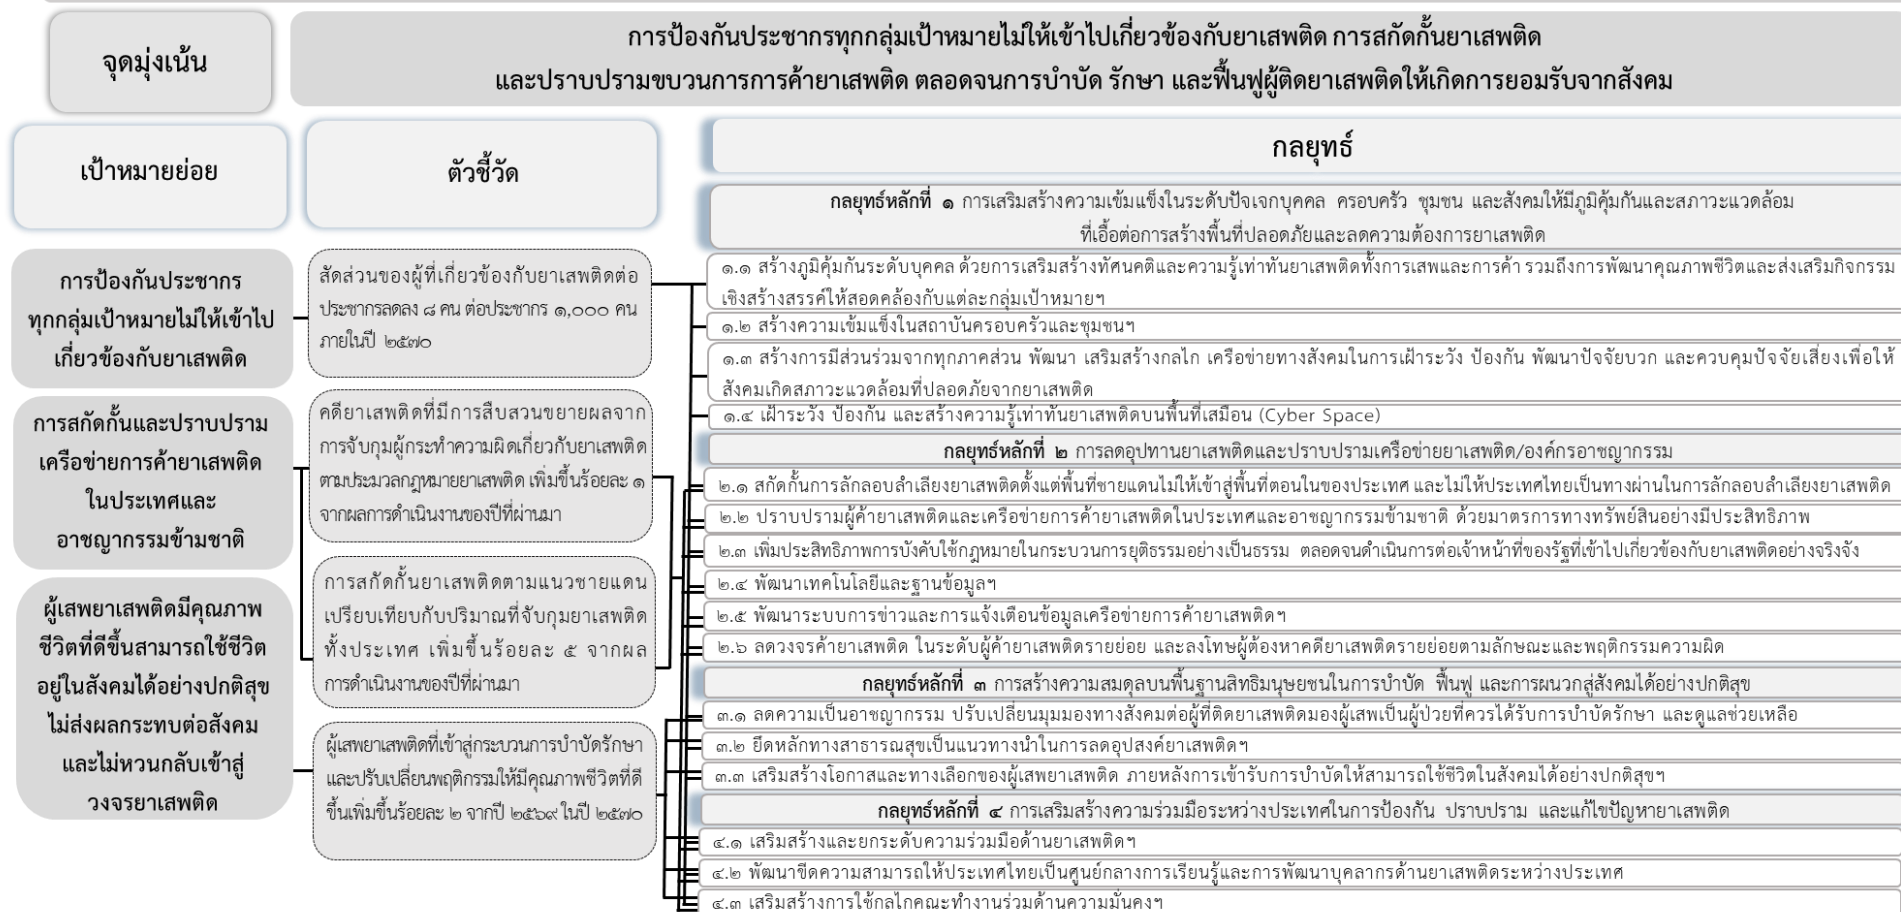 จุดมุ่งเน้น
การป้องกันประชากรทุกกลุ่มเป้าหมายไม่ให้เข้าไปเกี่ยวข้องกับยาเสพติด การสกัดกั้นยาเสพติด
และปราบปรามขบวนการการค้ายาเสพติด ตลอดจนการบำบัด รักษา และฟื้นฟูผู้ติดยาเสพติดให้เกิดการยอมรับจากสังคม
เป้าหมายย่อย
ตัวชี้วัด
กลยุทธ์
การป้องกันประชากร
ทุกกลุ่มเป้าหมายไม่ให้เข้าไป
เกี่ยวข้องกับยาเสพติด
การสกัดกั้นและปราบปราม
เครือข่ายการค้ายาเสพติด
ในประเทศและ
อาชญากรรมข้ามชาติ
ผู้เสพยาเสพติดมีคุณภาพ
ชีวิตที่ดีขึ้นสามารถใช้ชีวิต
อยู่ในสังคมได้อย่างปกติสุข
ไม่ส่งผลกระทบต่อสังคม
และไม่หวนกลับเข้าสู่
วงจรยาเสพติด
สัดส่วนของผู้ที่เกี่ยวข้องกับยาเสพติดต่อ
ประชากรลดลง ๘ คน ต่อประชากร ๑,๐๐๐ คน
ภายในปี ๒๕๗๐
คดียาเสพติดที่มีการสืบสวนขยายผลจาก
การจับกุมผู้กระทำความผิดเกี่ยวกับยาเสพติด
ตามประมวลกฎหมายยาเสพติด เพิ่มขึ้นร้อยละ ๑
จากผลการดำเนินงานของปีที่ผ่านมา
การสกัดกั้นยาเสพติดตามแนวชายแดน
เปรียบเทียบกับปริมาณที่จับกุมยาเสพติด
ทั้งประเทศ เพิ่มขึ้นร้อยละ ๕ จากผล
การดำเนินงานของปีที่ผ่านมา
ผู้เสพยาเสพติดที่เข้าสู่กระบวนการบำบัดรักษา
และปรับเปลี่ยนพฤติกรรมให้มีคุณภาพชีวิตที่ดี
ขึ้นเพิ่มขึ้นร้อยละ ๒ จากปี ๒๕๖๙ ในปี ๒๕๗๐
กลยุทธ์หลักที่ ๑ การเสริมสร้างความเข้มแข็งในระดับปัจเจกบุคคล ครอบครัว ชุมชน และสังคมให้มีภูมิคุ้มกันและสภาวะแวดล้อม
ที่เอื้อต่อการสร้างพื้นที่ปลอดภัยและลดความต้องการยาเสพติด
๑.๑ สร้างภูมิคุ้มกันระดับบุคคล ด้วยการเสริมสร้างทัศนคติและความรู้เท่าทันยาเสพติดทั้งการเสพและการค้า รวมถึงการพัฒนาคุณภาพชีวิตและส่งเสริมกิจกรรม
เชิงสร้างสรรค์ให้สอดคล้องกับแต่ละกลุ่มเป้าหมายฯ
๑.๒ สร้างความเข้มแข็งในสถาบันครอบครัวและชุมชนฯ
๑.๓ สร้างการมีส่วนร่วมจากทุกภาคส่วน พัฒนา เสริมสร้างกลไก เครือข่ายทางสังคมในการเฝ้าระวัง ป้องกัน พัฒนาปัจจัยบวก และควบคุมปัจจัยเสี่ยงเพื่อให้
สังคมเกิดสภาวะแวดล้อมที่ปลอดภัยจากยาเสพติด
๑.๔ เฝ้าระวัง ป้องกัน และสร้างความรู้เท่าทันยาเสพติดบนพื้นที่เสมือน (Cyber Space)
กลยุทธ์หลักที่ ๒ การลดอุปทานยาเสพติดและปราบปรามเครือข่ายยาเสพติด/องค์กรอาชญากรรม
๒.๑ สกัดกั้นการลักลอบลำเลียงยาเสพติดตั้งแต่พื้นที่ชายแดนไม่ให้เข้าสู่พื้นที่ตอนในของประเทศ และไม่ให้ประเทศไทยเป็นทางผ่านในการลักลอบลำเลียงยาเสพติด
๒.๒ ปราบปรามผู้ค้ายาเสพติดและเครือข่ายการค้ายาเสพติดในประเทศและอาชญากรรมข้ามชาติ ด้วยมาตรการทางทรัพย์สินอย่างมีประสิทธิภาพ
๒.๓ เพิ่มประสิทธิภาพการบังคับใช้กฎหมายในกระบวนการยุติธรรมอย่างเป็นธรรม ตลอดจนดำเนินการต่อเจ้าหน้าที่ของรัฐที่เข้าไปเกี่ยวข้องกับยาเสพติดอย่างจริงจัง
๒.๔ พัฒนาเทคโนโลยีและฐานข้อมูลฯ
๒.๕ พัฒนาระบบการข่าวและการแจ้งเตือนข้อมูลเครือข่ายการค้ายาเสพติดฯ
๒.๖ ลดวงจรค้ายาเสพติด ในระดับผู้ค้ายาเสพติดรายย่อย และลงโทษผู้ต้องหาคดียาเสพติดรายย่อยตามลักษณะและพฤติกรรมความผิด
กลยุทธ์หลักที่ ๓ การสร้างความสมดุลบนพื้นฐานสิทธิมนุษยชนในการบำบัด ฟื้นฟู และการผนวกสู่สังคมได้อย่างปกติสุข
๓.๑ ลดความเป็นอาชญากรรม ปรับเปลี่ยนมุมมองทางสังคมต่อผู้ที่ติดยาเสพติดมองผู้เสพเป็นผู้ป่วยที่ควรได้รับการบำบัดรักษา และดูแลช่วยเหลือ
๓.๒ ยึดหลักทางสาธารณสุขเป็นแนวทางนำในการลดอุปสงค์ยาเสพติดฯ
๓.๓ เสริมสร้างโอกาสและทางเลือกของผู้เสพยาเสพติด ภายหลังการเข้ารับการบำบัดให้สามารถใช้ชีวิตในสังคมได้อย่างปกติสุขฯ
กลยุทธ์หลักที่ ๔ การเสริมสร้างความร่วมมือระหว่างประเทศในการป้องกัน ปราบปราม และแก้ไขปัญหายาเสพติด
๔.๑ เสริมสร้างและยกระดับความร่วมมือด้านยาเสพติดฯ
๔.๒ พัฒนาขีดความสามารถให้ประเทศไทยเป็นศูนย์กลางการเรียนรู้และการพัฒนาบุคลากรด้านยาเสพติดระหว่างประเทศ
๔.๓ เสริมสร้างการใช้กลไกคณะทำงานร่วมด้านความมั่นคงฯ